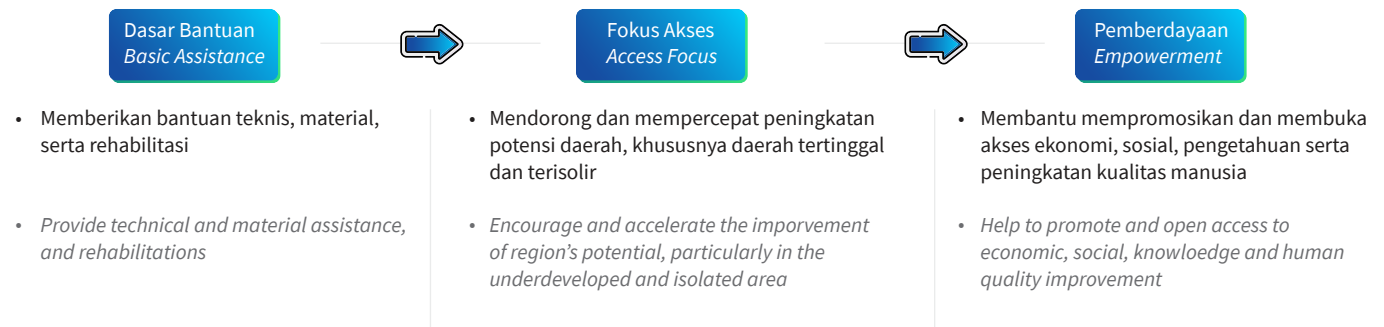 Dasar Bantuan
Basic Assistance
Fokus Akses
Access Focus
Pemberdayaan
Empowerment
• Memberikan bantuan teknis, material,
serta rehabilitasi
• Provide technical and material assistance,
and rehabilitations
• Mendorong dan mempercepat peningkatan
potensi daerah, khususnya daerah tertinggal
dan terisolir
• Encourage and accelerate the imporvement
of region's potential, particularly in the
underdeveloped and isolated area
• Membantu mempromosikan dan membuka
akses ekonomi, sosial, pengetahuan serta
peningkatan kualitas manusia
• Help to promote and open access to
economic, social, knowloedge and human
quality improvement